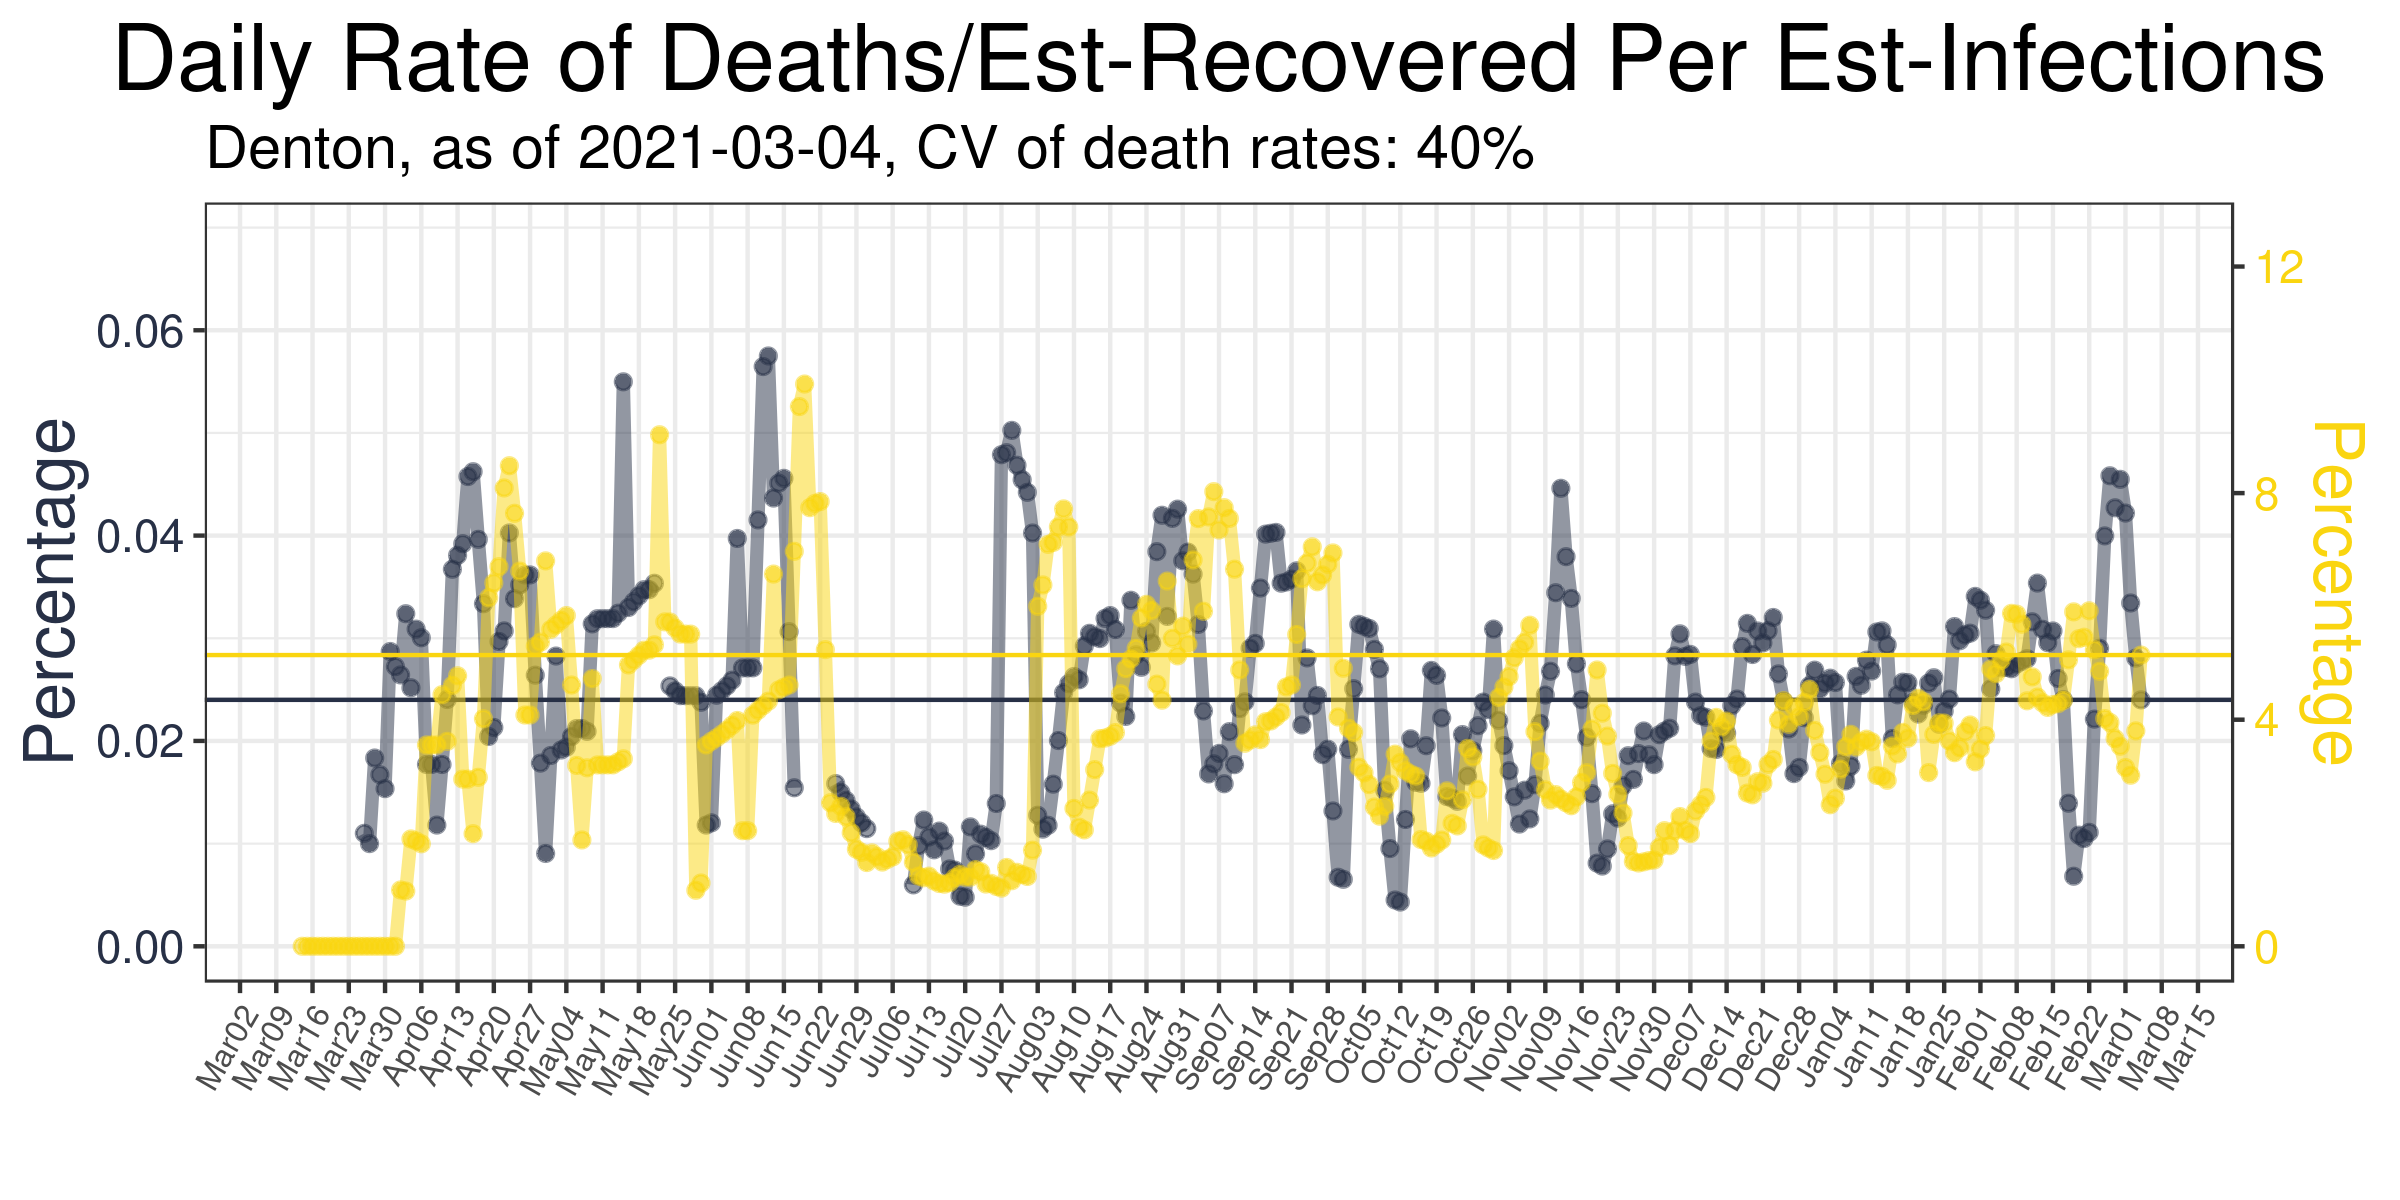 Daily Rate of Deaths/Est-Recovered Per Est-Infections
Denton, as of 2021-03-04, CV of death rates: 40%
Percentage
0.06
0.04
0.02
0.00
12
8
4
0
Percentage
Mar02
Mar09
Mar16
Mar23
Mar30
Apr06
Apr13
Apr20
Apr27
May04
May11
May18
May25
Jun01
Jun08
Jun15
Jun22
Jun29
Jul06
Jul13
Jul20
Jul27
Aug03
Aug10
Aug17
Aug24
Aug31
Sep07
Sep14
Sep21
Sep28
Oct05
Oct12
Oct19
Oct26
Nov02
Nov09
Nov16
Nov23
Nov30
Dec07
Dec14
Dec21
Dec28
Jan04
Jan11
Jan18
Jan25
Feb01
Feb08
Feb15
Feb22
Mar01
Mar08
Mar15